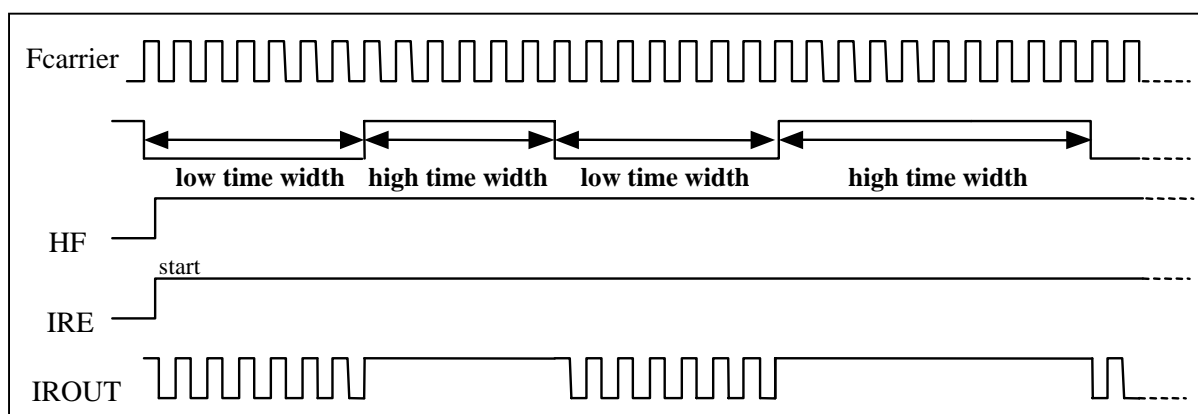 Fcarrier
low time width high time width low time width high time width
HF
start
IRE
IROUT